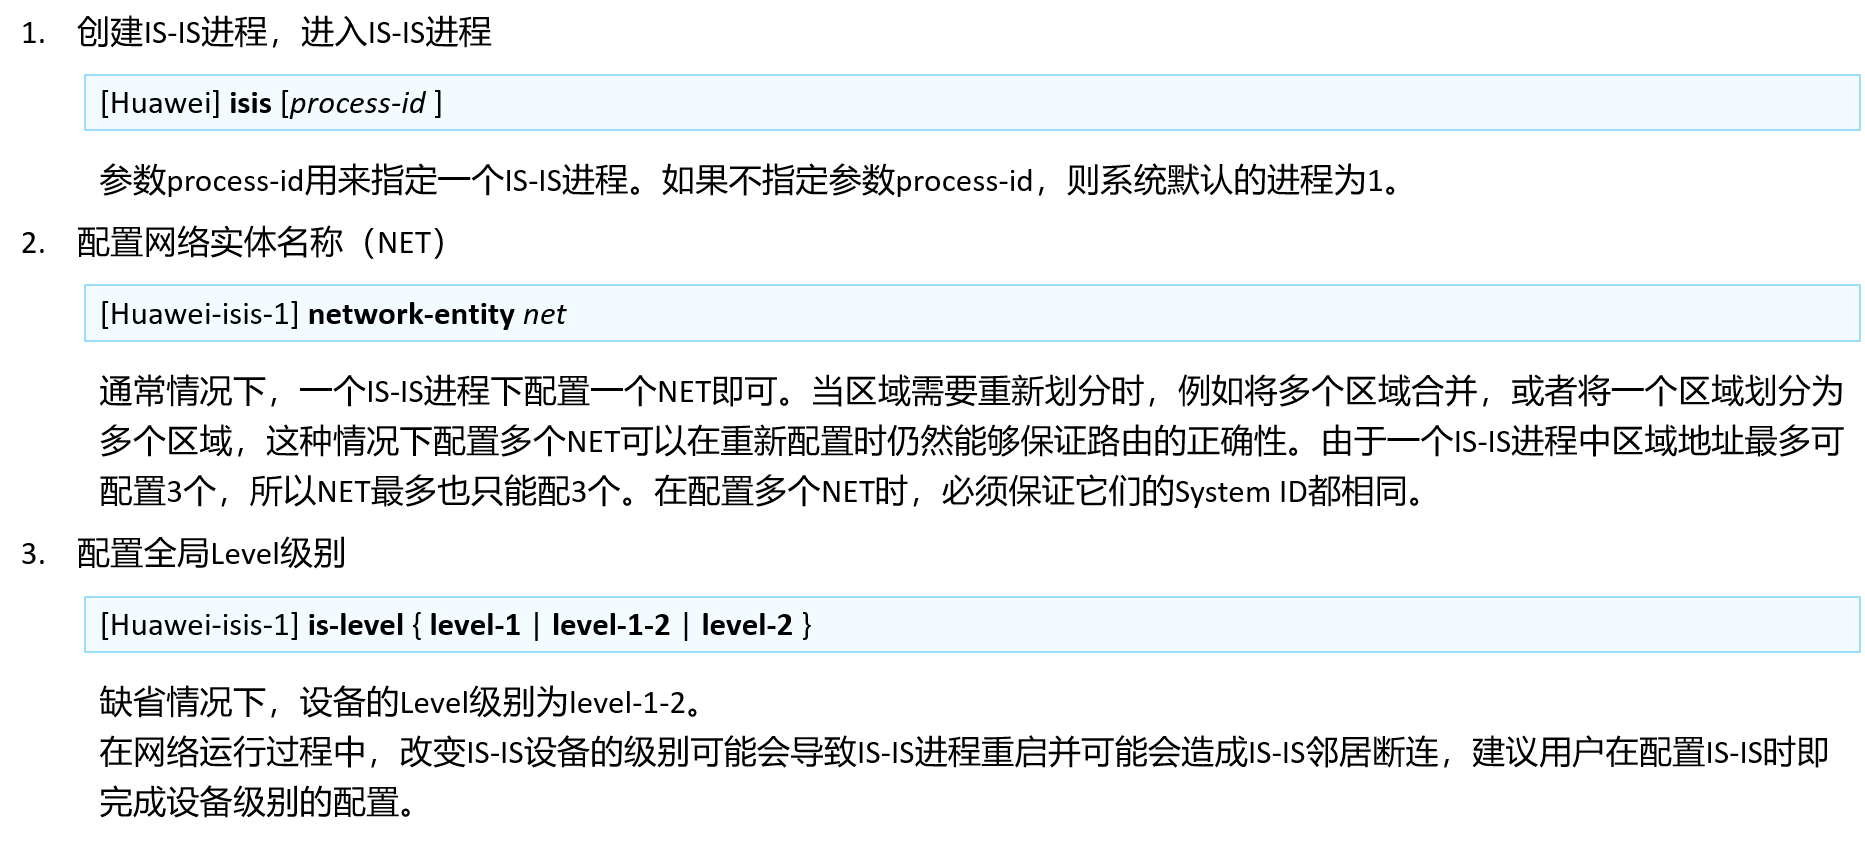 1. 创建IS-IS进程，进入IS-IS进程
[Huawei] isis [process-id ]
参数process-id用来指定一个IS-IS进程。如果不指定参数process-id，则系统默认的进程为1。
2. 配置网络实体名称（NET）
[Huawei-isis-1] network-entity net
通常情况下，一个IS-IS进程下配置一个NET即可。当区域需要重新划分时，例如将多个区域合并，或者将一个区域划分为
多个区域，这种情况下配置多个NET可以在重新配置时仍然能够保证路由的正确性。由于一个IS-IS进程中区域地址最多可
配置3个，所以NET最多也只能配3个。在配置多个NET时，必须保证它们的System ID都相同。
3. 配置全局Level级别
[Huawei-isis-1] is-level { level-1 | level-1-2 | level-2 }
缺省情况下，设备的Level级别为level-1-2。
在网络运行过程中，改变IS-IS设备的级别可能会导致IS-IS进程重启并可能会造成IS-IS邻居断连，建议用户在配置IS-IS时即
完成设备级别的配置。